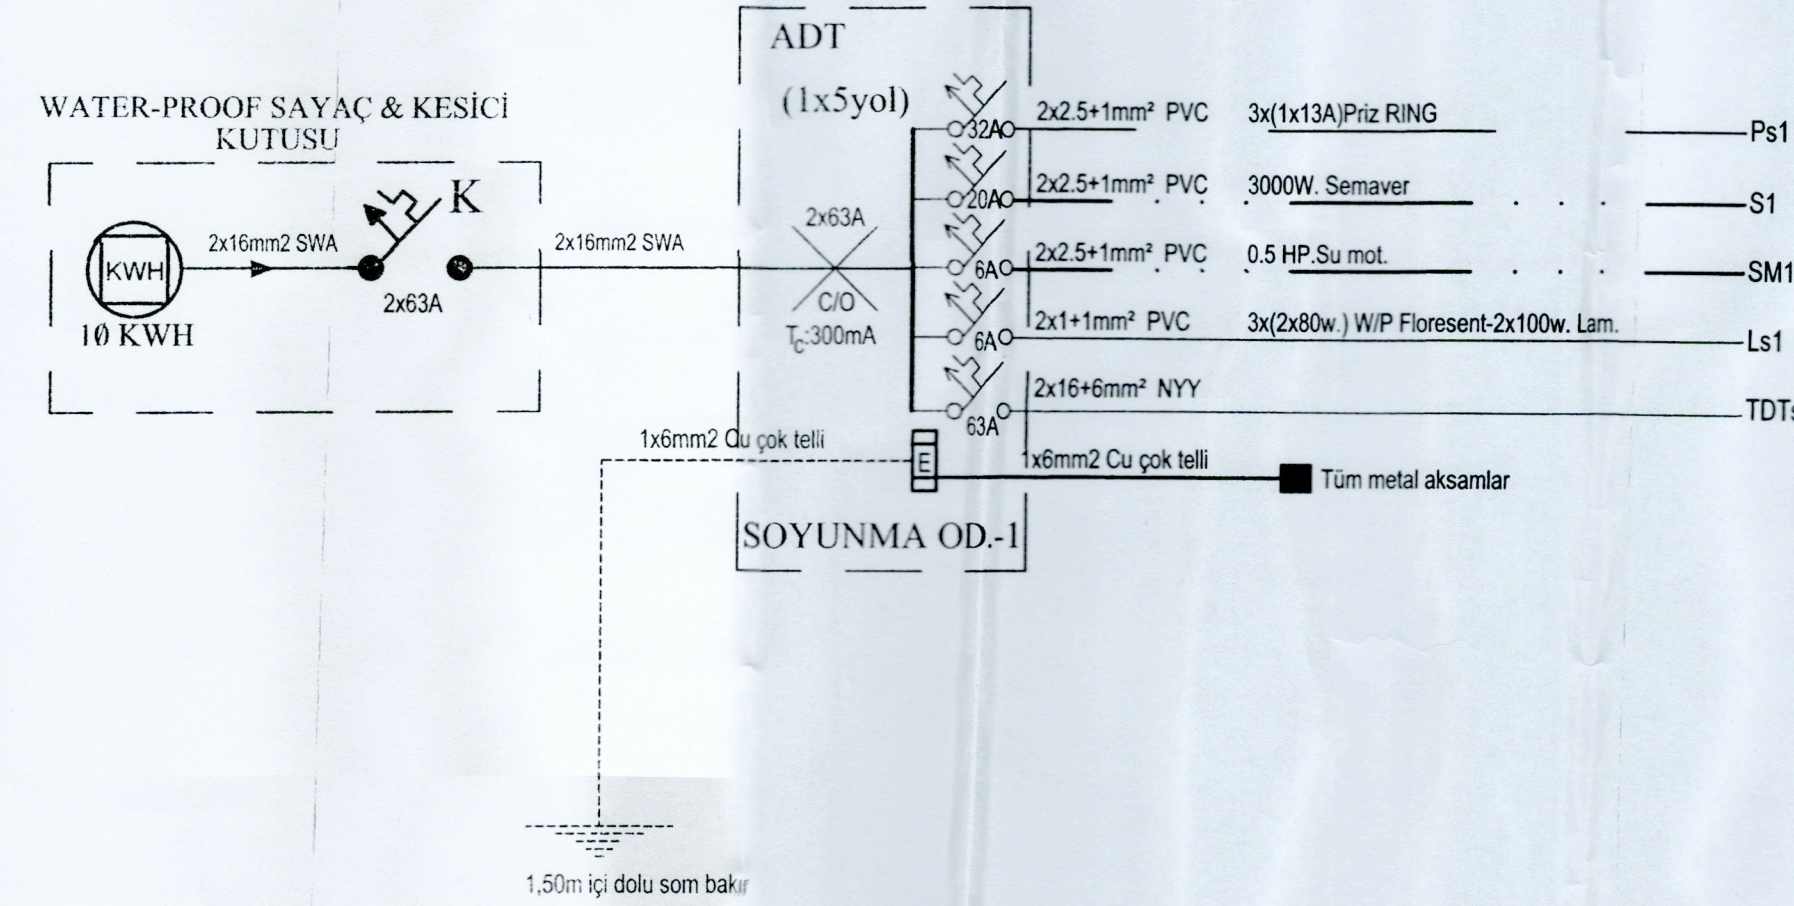 WATER-PROOF SAYAÇ & KESİCİ
KUTUSU
KWH
10 KWH
2x16mm2 SWA
K
2x63A
2x16mm2 SWA
ADT
(1x5yol)
2x63A
C/O
Tc:300mA
32A 2x2.5+1mm² PVC 3x(1x13A)Priz RING Ps1
20A 2x2.5+1mm² PVC 3000W. Semaver S1
6A 2x2.5+1mm² PVC 0.5 HP.Su mot. SM1
6A 2x1+1mm² PVC 3x(2x80w.) W/P Floresent-2x100w. Lam. Ls1
63A 2x16+6mm² NYY TDTs
1x6mm2 Cu çok telli
E
1x6mm2 Cu çok telli
Tüm metal aksamlar
SOYUNMA OD.-1
1,50m içi dolu som bakır